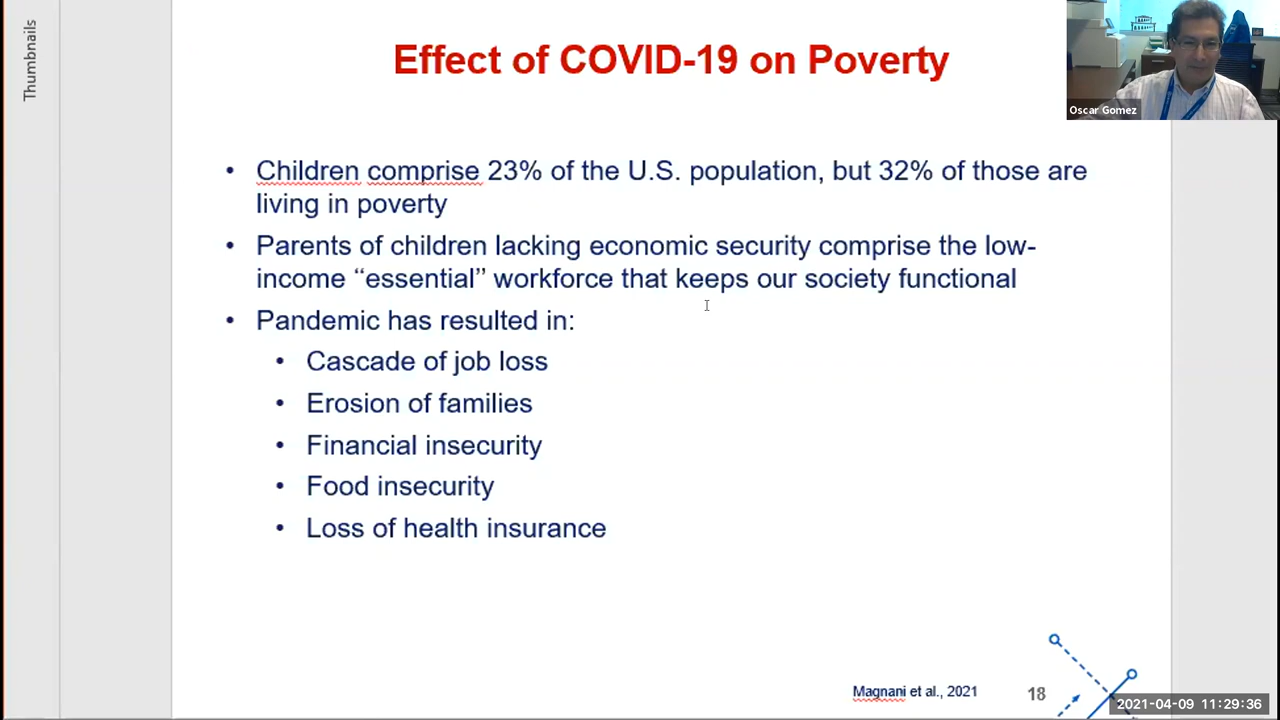 Thumbnails
Effect of COVID-19 on Poverty
Oscar Gomez
• Children comprise 23% of the U.S. population, but 32% of those are
living in poverty
• Parents of children lacking economic security comprise the low-
income “essential” workforce that keeps our society functional
• Pandemic has resulted in:
• Cascade of job loss
• Erosion of families
• Financial insecurity
• Food insecurity
• Loss of health insurance
Magnani et al., 2021
18
2021-04-09 11:29:36